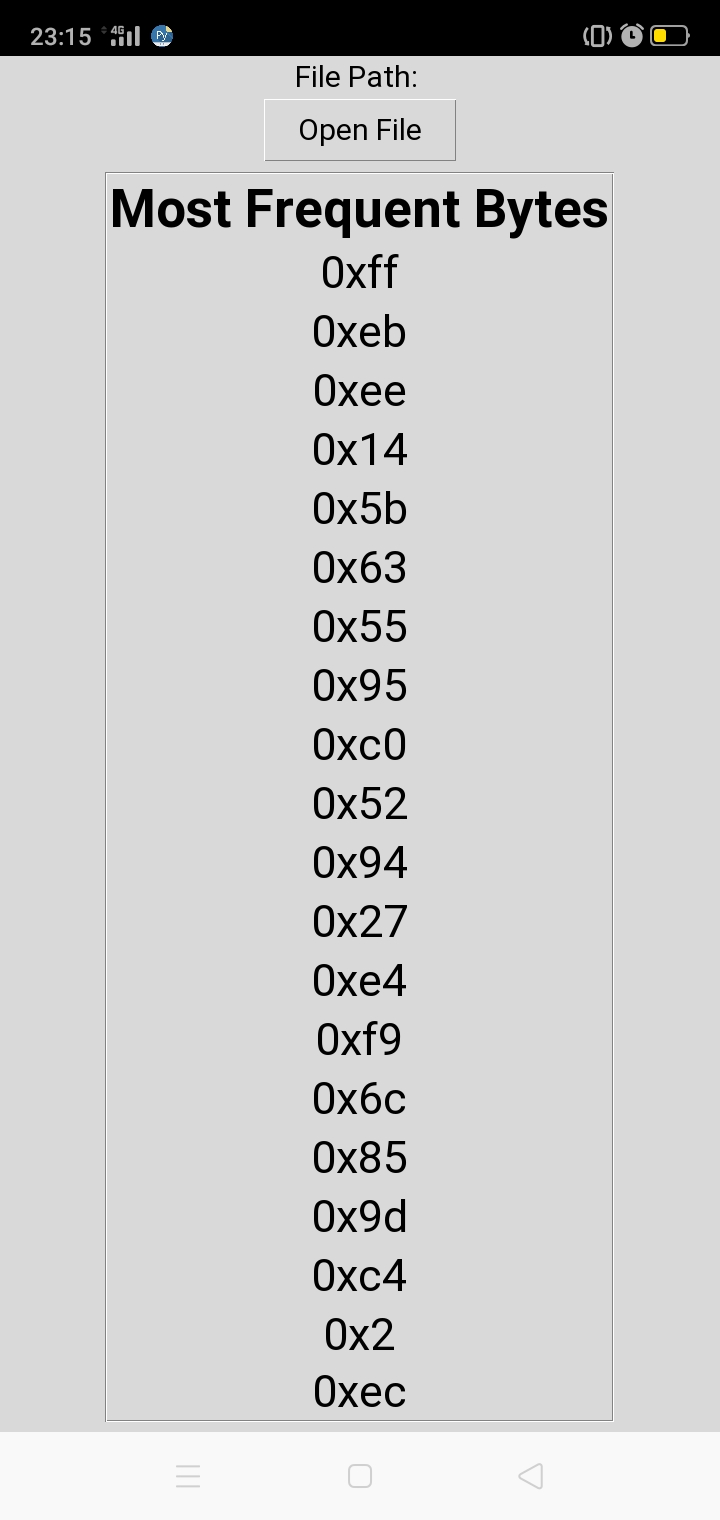 23:15 4G Py
File Path:
Open File
Most Frequent Bytes
0xff
0xeb
0xee
0x14
0x5b
0x63
0x55
0x95
0xc0
0x52
0x94
0x27
0xe4
0xf9
0x6c
0x85
0x9d
0xc4
0x2
0xec